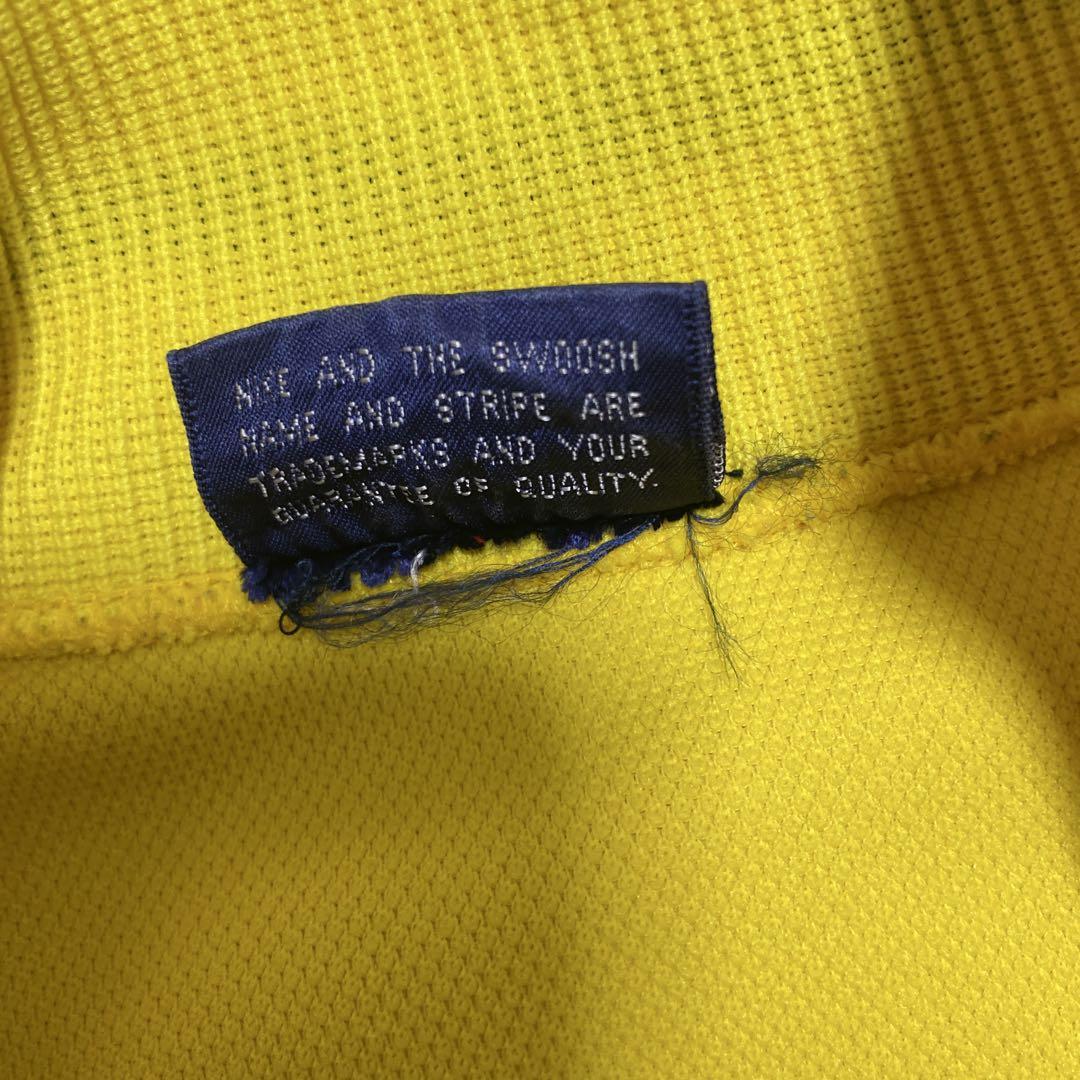 NIKE AND THE SWOOSH
NAME AND STRIPE ARE
TRADEMARKS AND YOUR
GUARANTEE OF QUALITY.